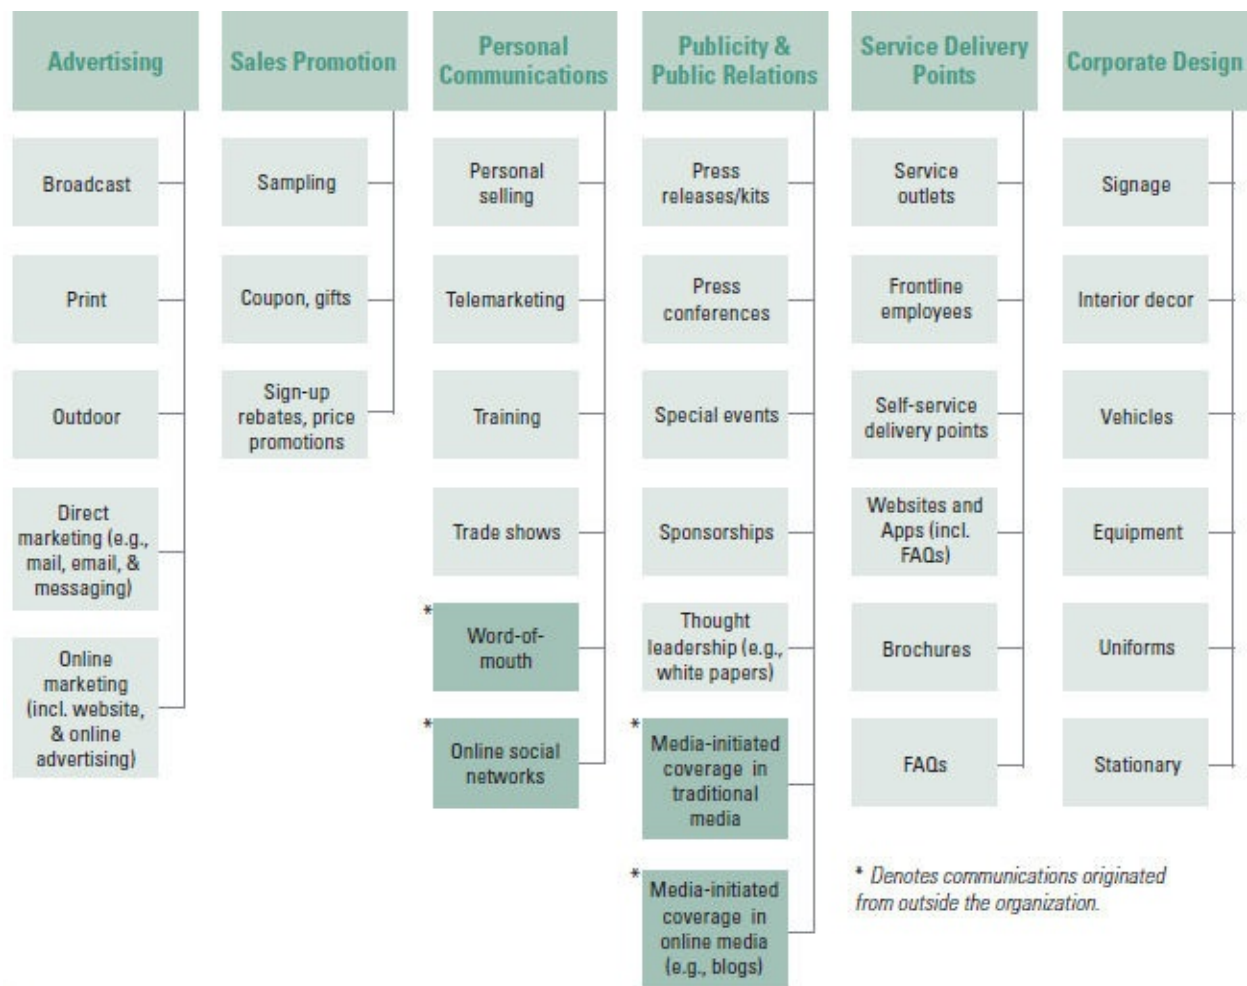 Advertising
Broadcast
Print
Outdoor
Direct
marketing (e.g.,
mail, email, &
messaging)
Online
marketing
(incl. website,
& online
advertising)
Sales Promotion
Sampling
Coupon, gifts
Sign-up
rebates, price
promotions
Personal
Communications
Personal
selling
Telemarketing
Training
Trade shows
*
Word-of-
mouth
*
Online social
networks
Publicity &
Public Relations
Press
releases/kits
Press
conferences
Special events
Sponsorships
Thought
leadership (e.g.,
white papers)
*
Media-initiated
coverage in
traditional
media
*
Media-initiated
coverage in
online media
(e.g., blogs)
Service Delivery
Points
Service
outlets
Frontline
employees
Self-service
delivery points
Websites and
Apps (incl.
FAQs)
Brochures
FAQs
Corporate Design
Signage
Interior decor
Vehicles
Equipment
Uniforms
Stationary
* Denotes communications originated
from outside the organization.